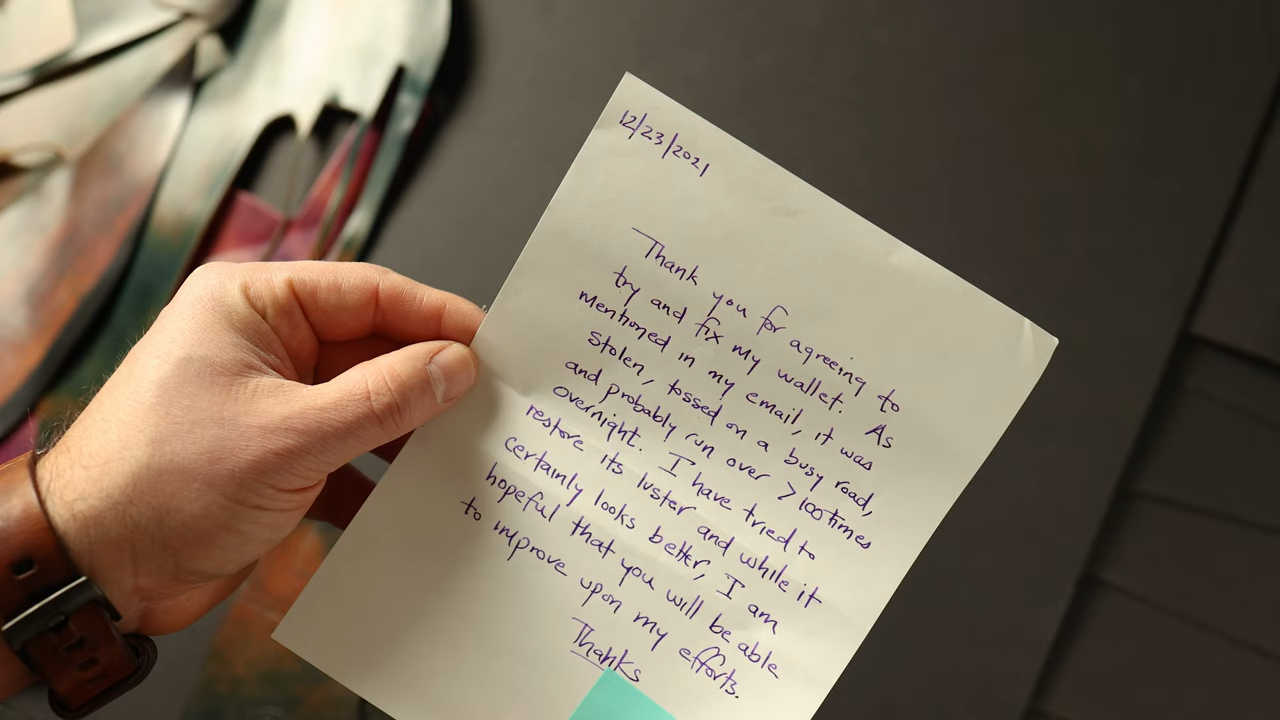 12/23/2021
Thank you for agreeing to
try and fix my wallet. As
mentioned in my email, it was
stolen, tossed on a busy road,
and probably run over >100 times
overnight. I have tried to
restore its luster and while it
certainly looks better, I am
hopeful that you will be able
to improve upon my efforts.
Thanks